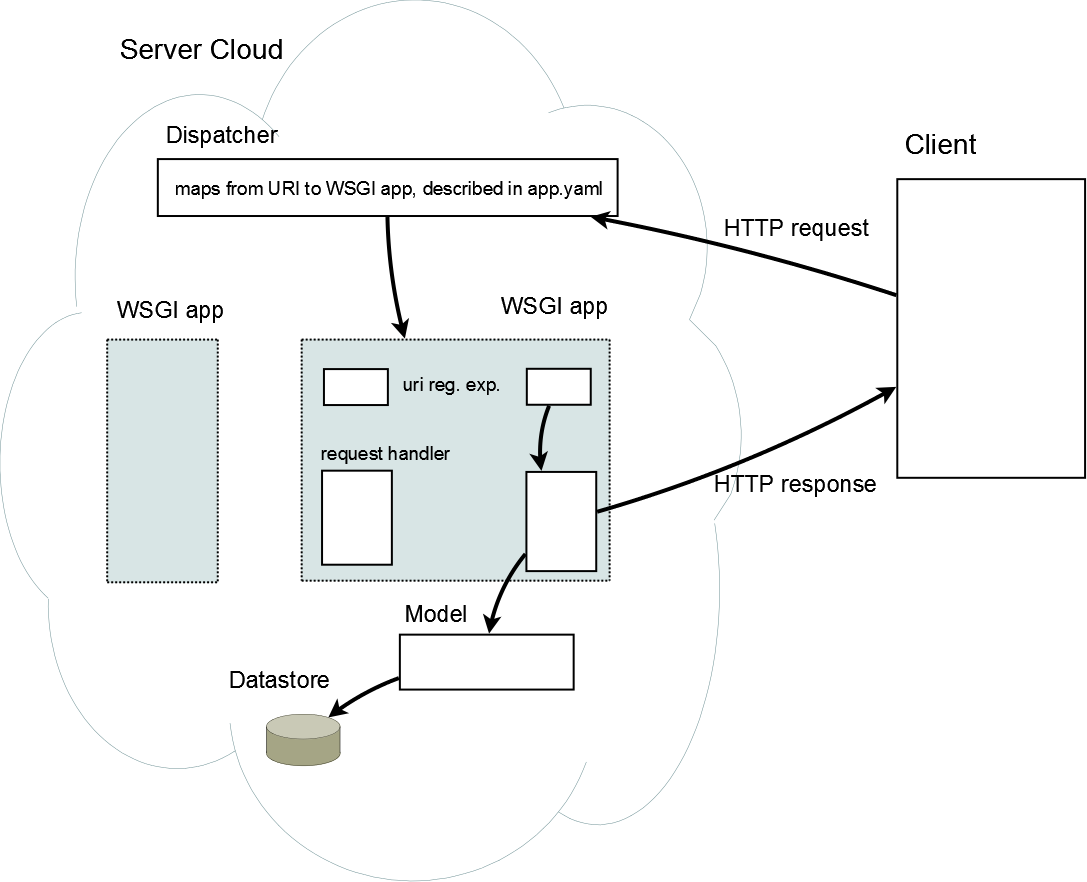 Server Cloud
Dispatcher
Client
maps from URI to WSGI app, described in app.yaml
HTTP request
WSGI app
WSGI app
uri reg. exp.
request handler
HTTP response
Model
Datastore